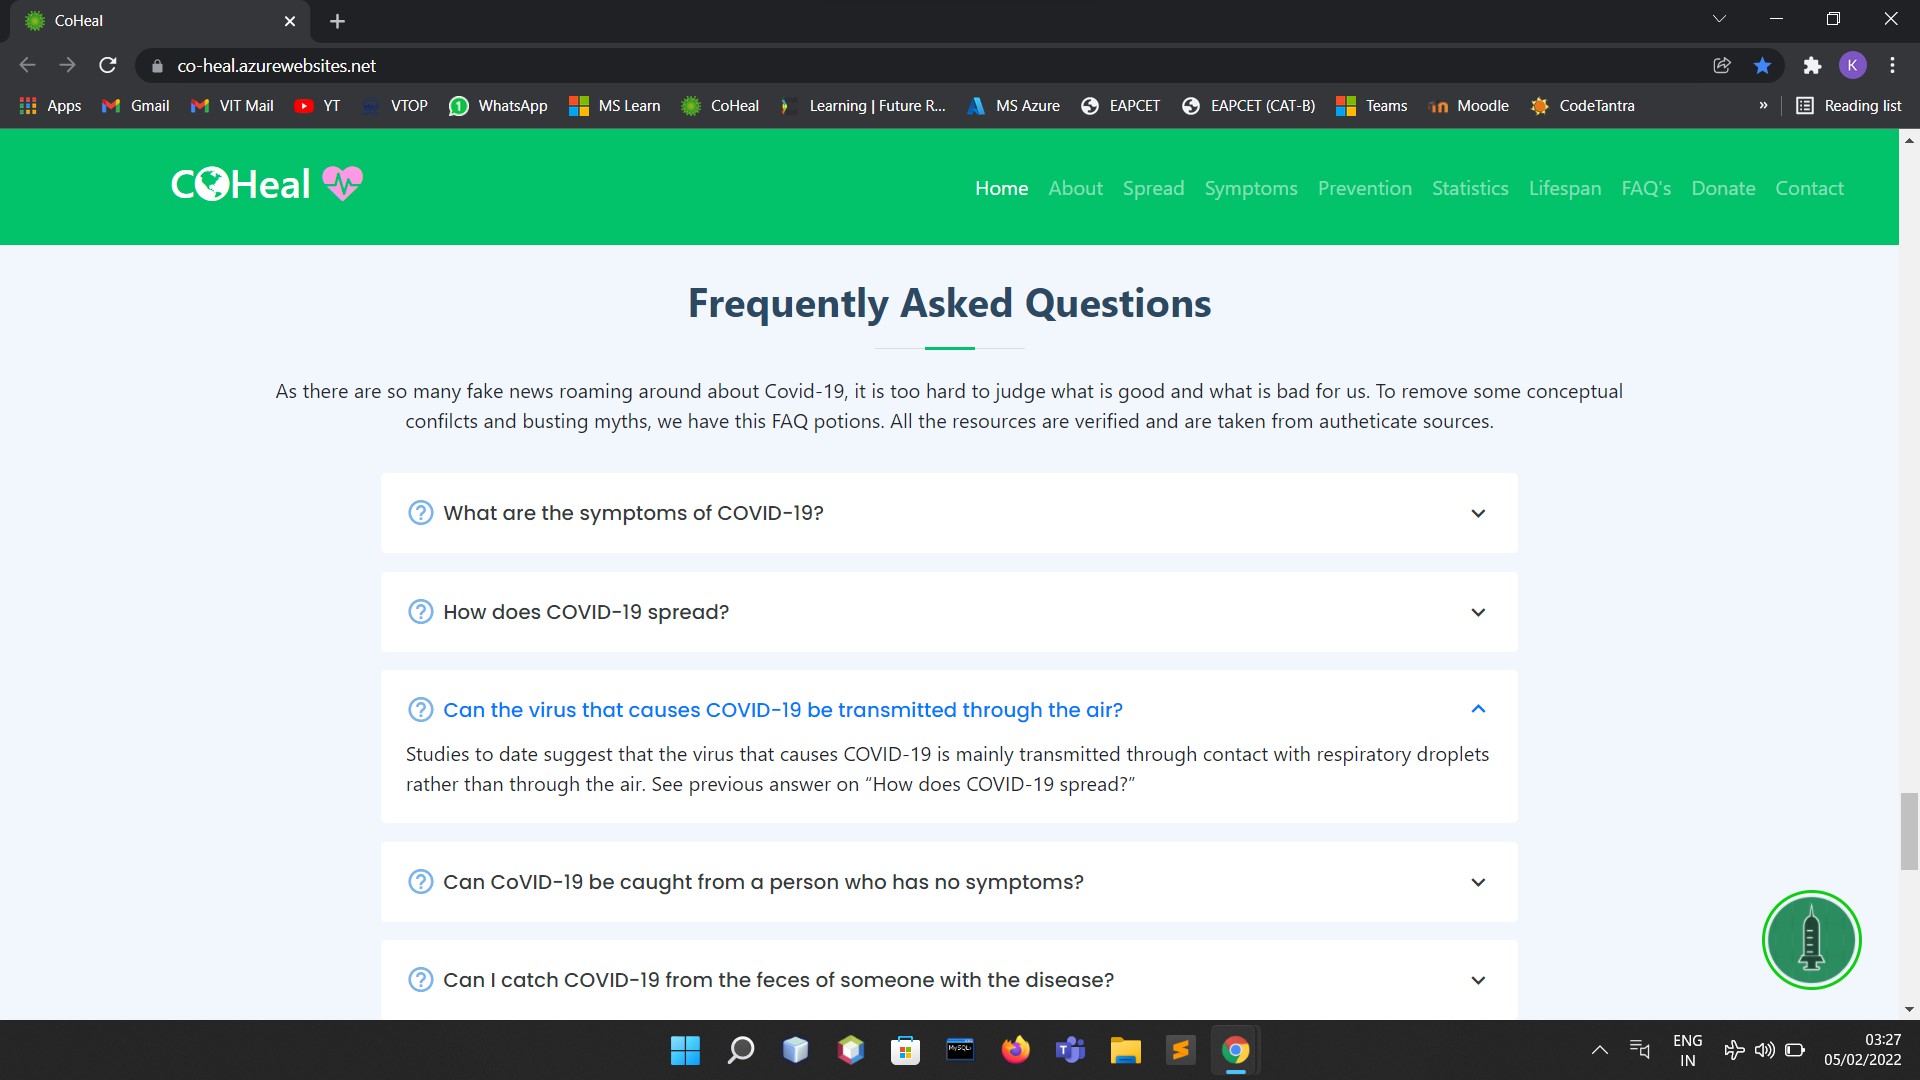 CoHeal
co-heal.azurewebsites.net
K
Apps Gmail VIT Mail YT VTOP WhatsApp MS Learn CoHeal Learning | Future R... MS Azure EAPCET EAPCET (CAT-B) Teams Moodle CodeTantra » Reading list
COHeal
Home About Spread Symptoms Prevention Statistics Lifespan FAQ's Donate Contact
Frequently Asked Questions
As there are so many fake news roaming around about Covid-19, it is too hard to judge what is good and what is bad for us. To remove some conceptual
confilcts and busting myths, we have this FAQ potions. All the resources are verified and are taken from autheticate sources.
What are the symptoms of COVID-19?
How does COVID-19 spread?
Can the virus that causes COVID-19 be transmitted through the air?
Studies to date suggest that the virus that causes COVID-19 is mainly transmitted through contact with respiratory droplets
rather than through the air. See previous answer on “How does COVID-19 spread?”
Can CoVID-19 be caught from a person who has no symptoms?
Can I catch COVID-19 from the feces of someone with the disease?
ENG
IN
03:27
05/02/2022